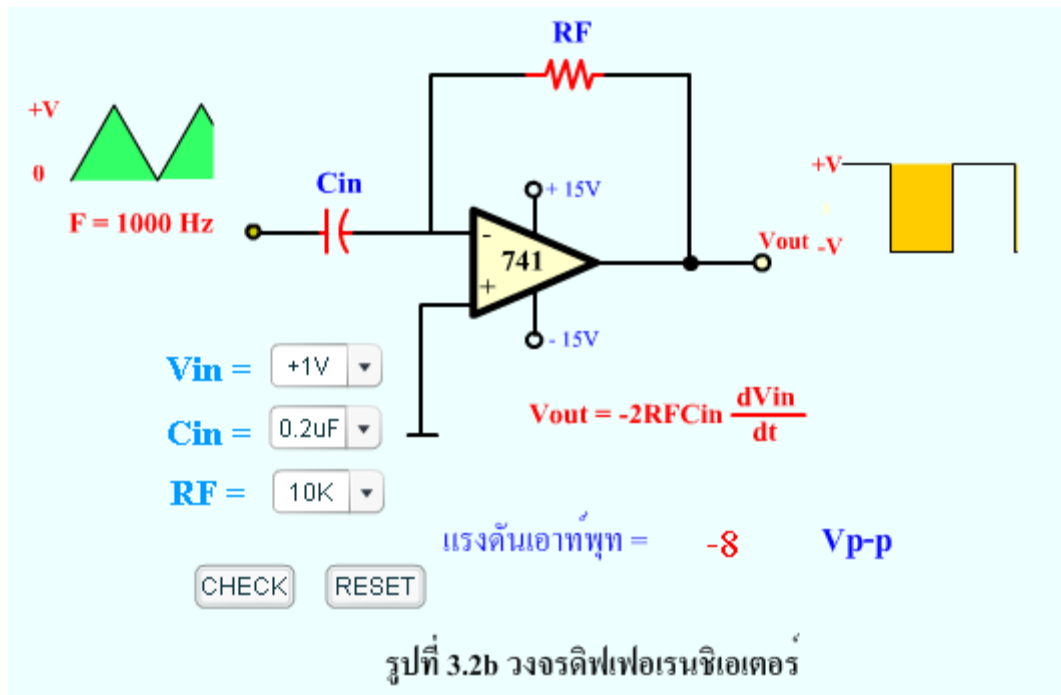 RF
+V
0
F = 1000 Hz
Cin
+ 15V
-
741
+
- 15V
Vout
+V
-V
Vin = +1V
Cin = 0.2uF
RF = 10K
Vout = -2RFCin dVin
dt
แรงดันเอาท์พุท = -8 Vp-p
CHECK RESET
รูปที่ 3.2b วงจรดิฟเฟอเรนชิเอเตอร์